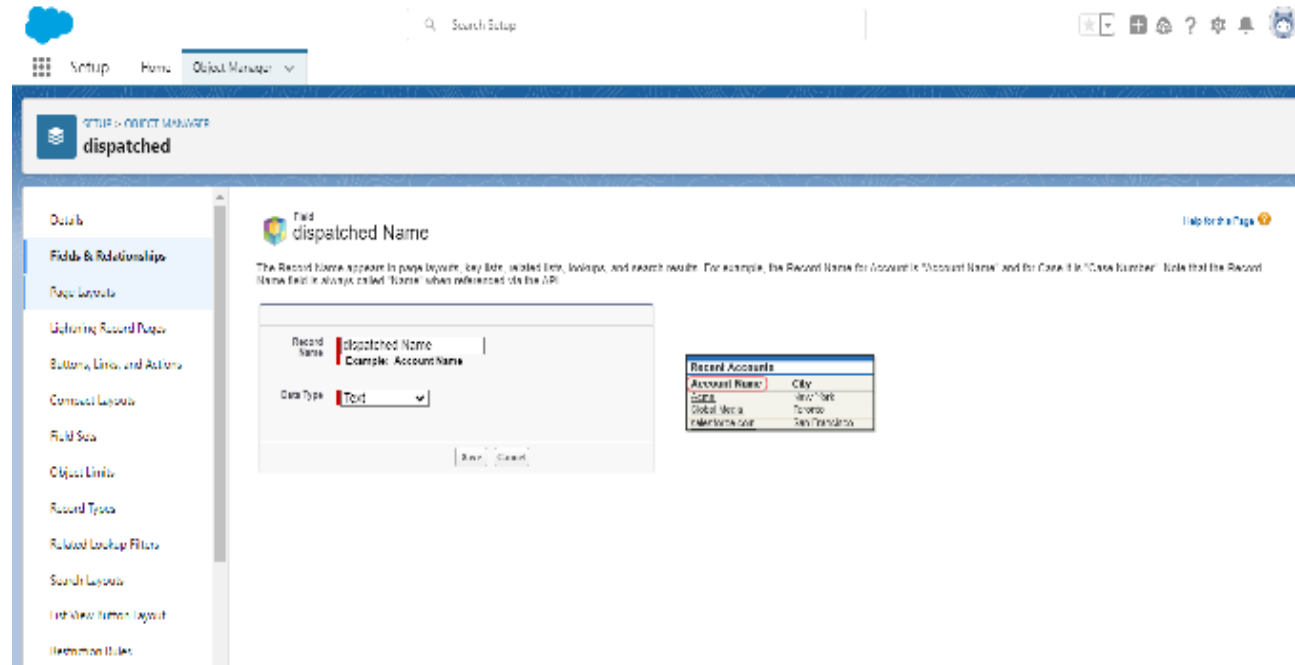 Search Setup
Setup Home Object Manager
SETUP > OBJECT MANAGER
dispatched
Details
Fields & Relationships
Page Layouts
Lightning Record Pages
Buttons, Links, and Actions
Compact Layouts
Field Sets
Object Limits
Record Types
Related Lookup Filters
Search Layouts
List View Button Layout
Restriction Rules
Field
dispatched Name
Help for this Page
The Record Name appears in page layouts, key lists, related lists, lookups, and search results. For example, the Record Name for Account is "Account Name" and for Case it is "Case Number". Note that the Record
Name field is always called "Name" when referenced via the API.
Record Name
dispatched Name
Example: Account Name
Data Type
Text
Save Cancel
Recent Accounts
Account Name City
Acme New York
Global Media Toronto
salesforce.com San Francisco